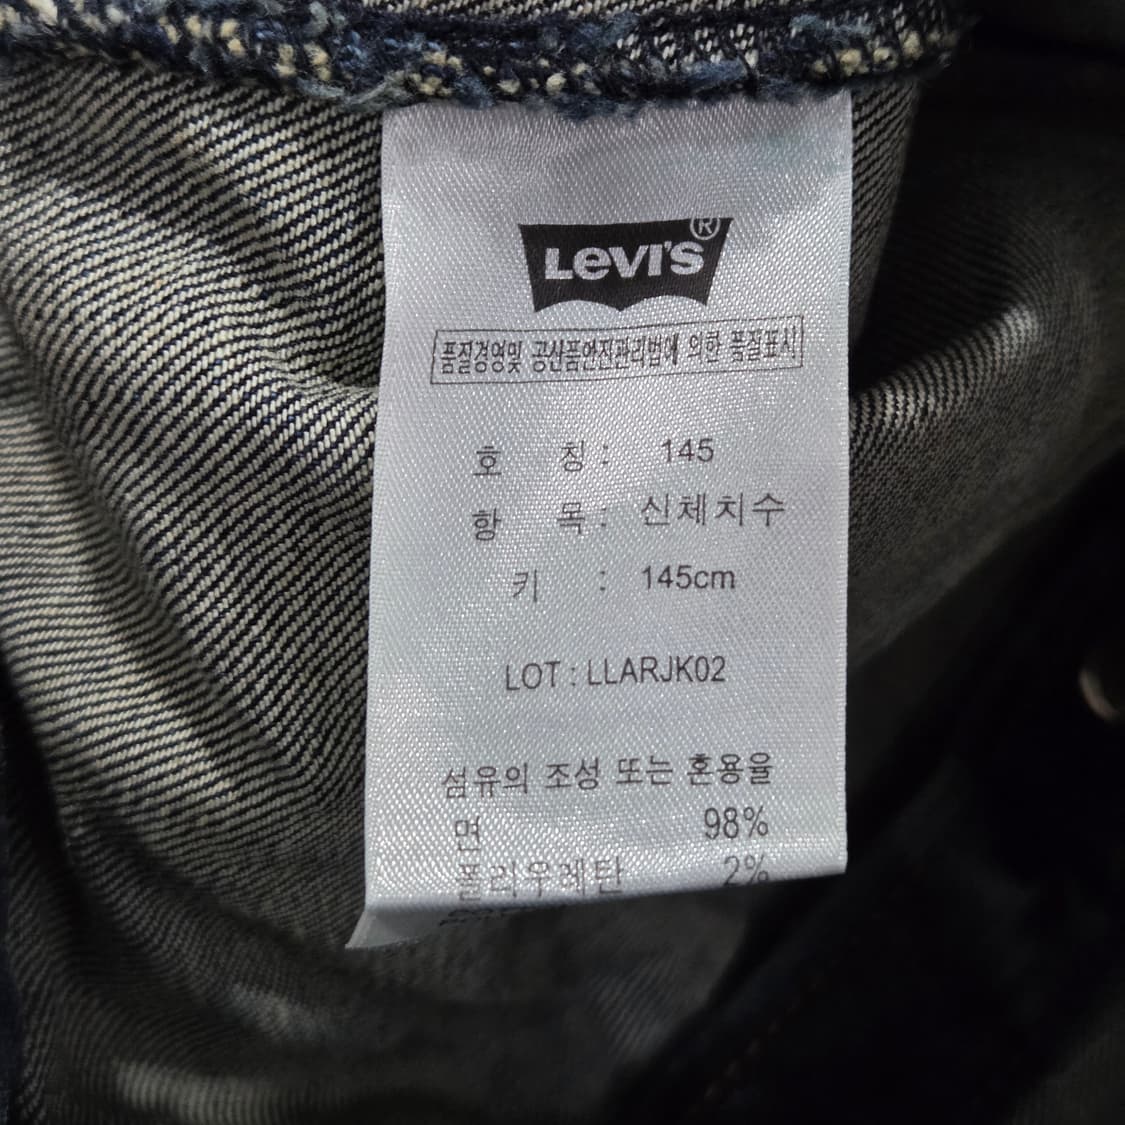 LEVI'S®
품질경영및 공산품안전관리법에 의한 품질표시
호 칭 : 145
항 목 : 신체치수
키 : 145cm
LOT : LLARJK02
섬유의 조성 또는 혼용율
면 98%
폴리우레탄 2%